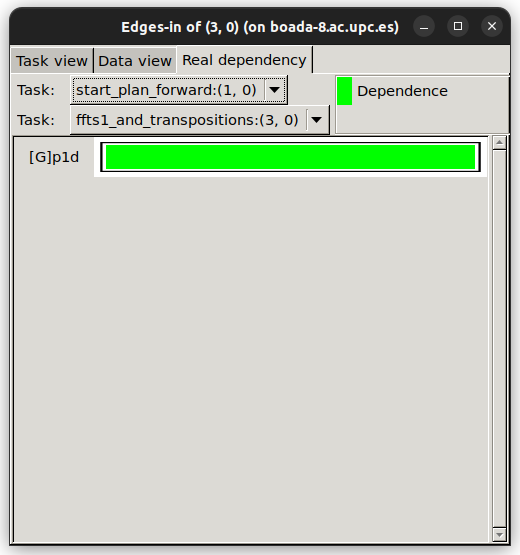 Edges-in of (3, 0) (on boada-8.ac.upc.es)
Task view Data view Real dependency
Task: start_plan_forward:(1, 0) Dependence
Task: ffts1_and_transpositions:(3, 0)
[G]p1d